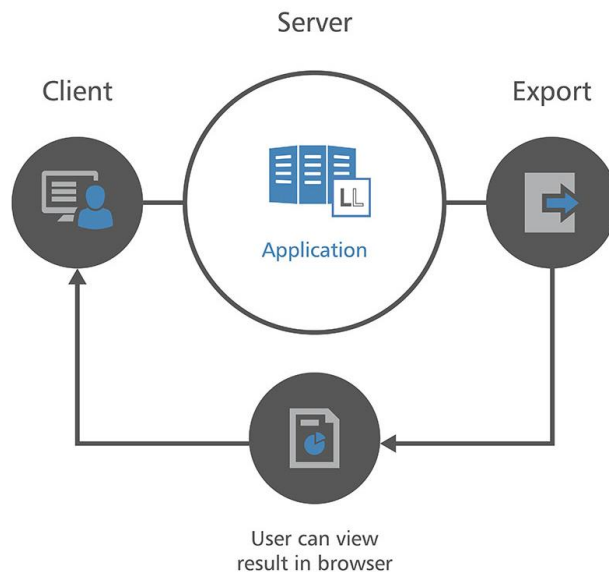 Server
Client
Export
LL
Application
User can view
result in browser